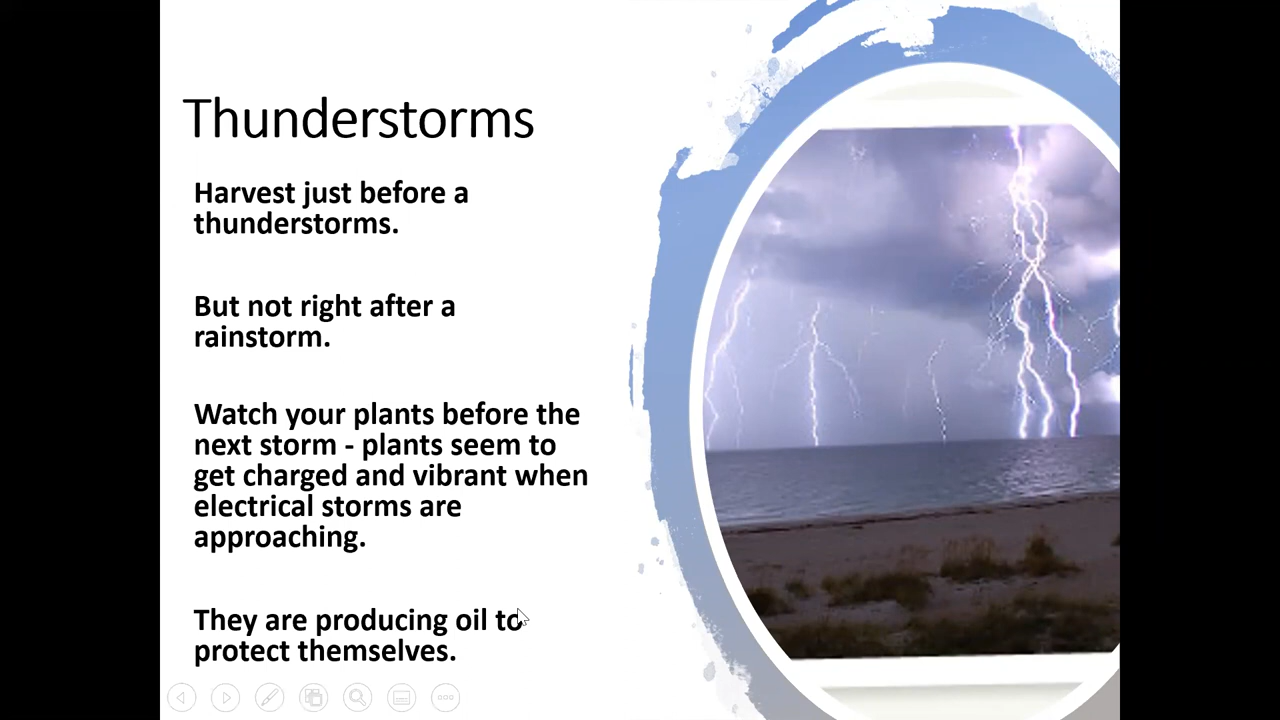 Thunderstorms
Harvest just before a
thunderstorms.
But not right after a
rainstorm.
Watch your plants before the
next storm - plants seem to
get charged and vibrant when
electrical storms are
approaching.
They are producing oil to
protect themselves.